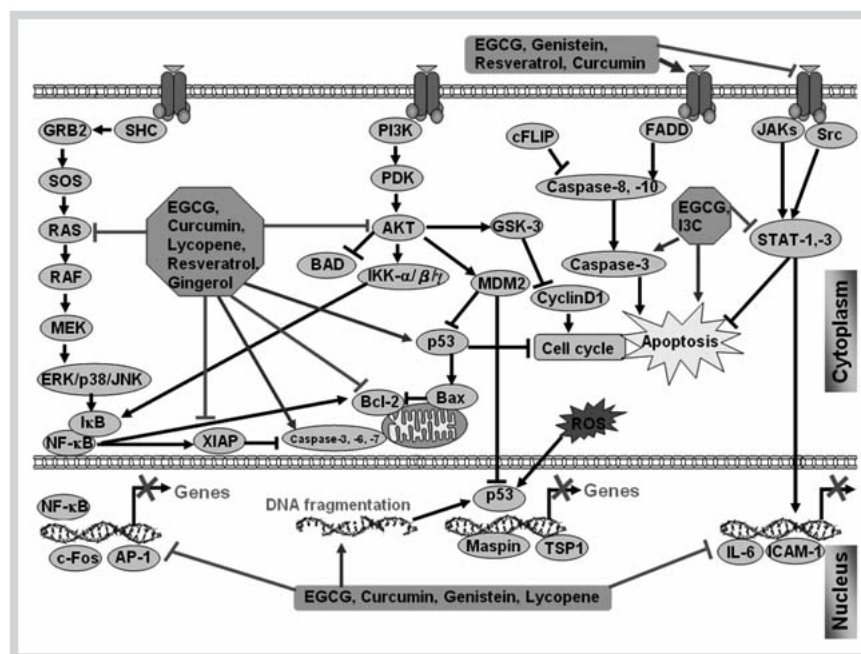 EGCG, Genistein,
Resveratrol, Curcumin
GRB2
SHC
PI3K
cFLIP
FADD
JAKs
Src
SOS
PDK
Caspase-8, -10
EGCG,
Curcumin,
Lycopene,
Resveratrol,
Gingerol
EGCG,
I3C
RAS
AKT
GSK-3
STAT-1,-3
BAD
RAF
IKK-α/β/γ
Caspase-3
MDM2
CyclinD1
MEK
p53
Cell cycle
Apoptosis
Cytoplasm
ERK/p38/JNK
Bcl-2
Bax
IκB
NF-κB
XIAP
Caspase-3, -6, -7
ROS
Genes
DNA fragmentation
p53
Genes
NF-κB
c-Fos
AP-1
Maspin
TSP1
IL-6
ICAM-1
Nucleus
EGCG, Curcumin, Genistein, Lycopene